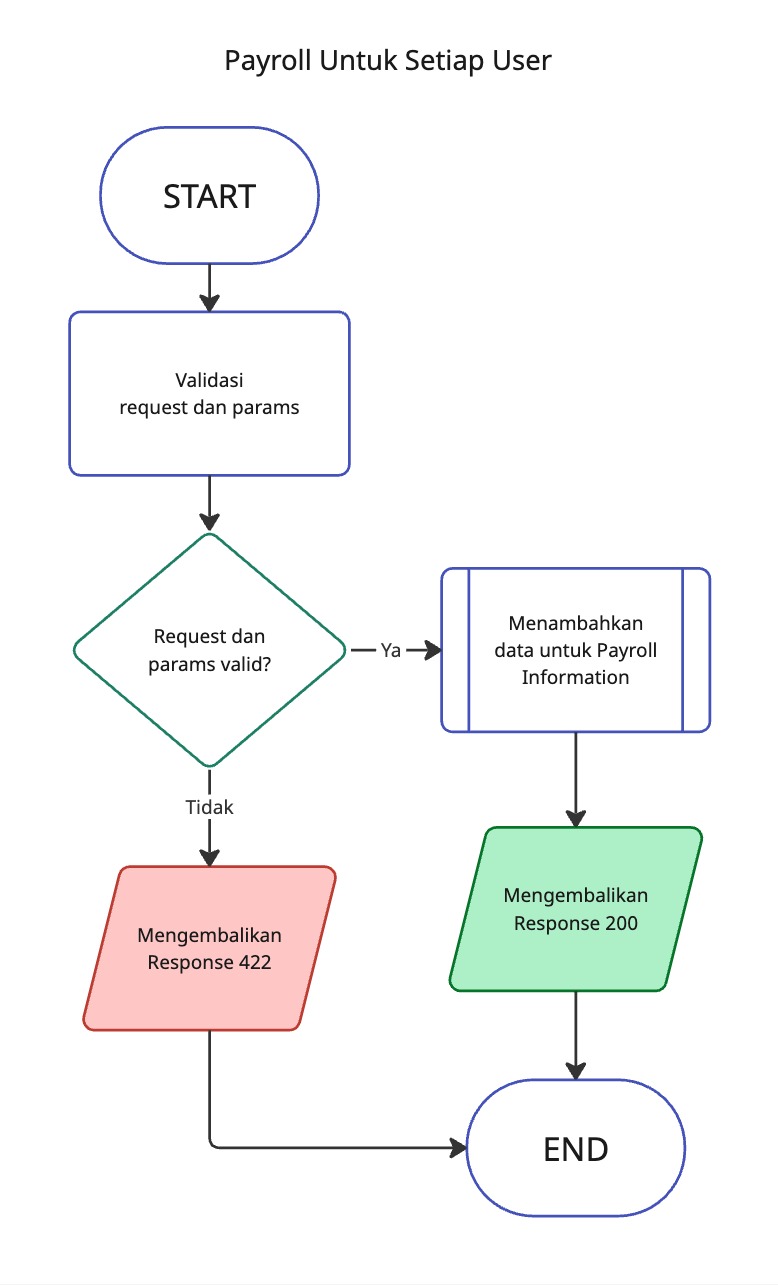 Payroll Untuk Setiap User
START
Validasi
request dan params
Request dan
params valid?
Ya
Menambahkan
data untuk Payroll
Information
Tidak
Mengembalikan
Response 422
Mengembalikan
Response 200
END